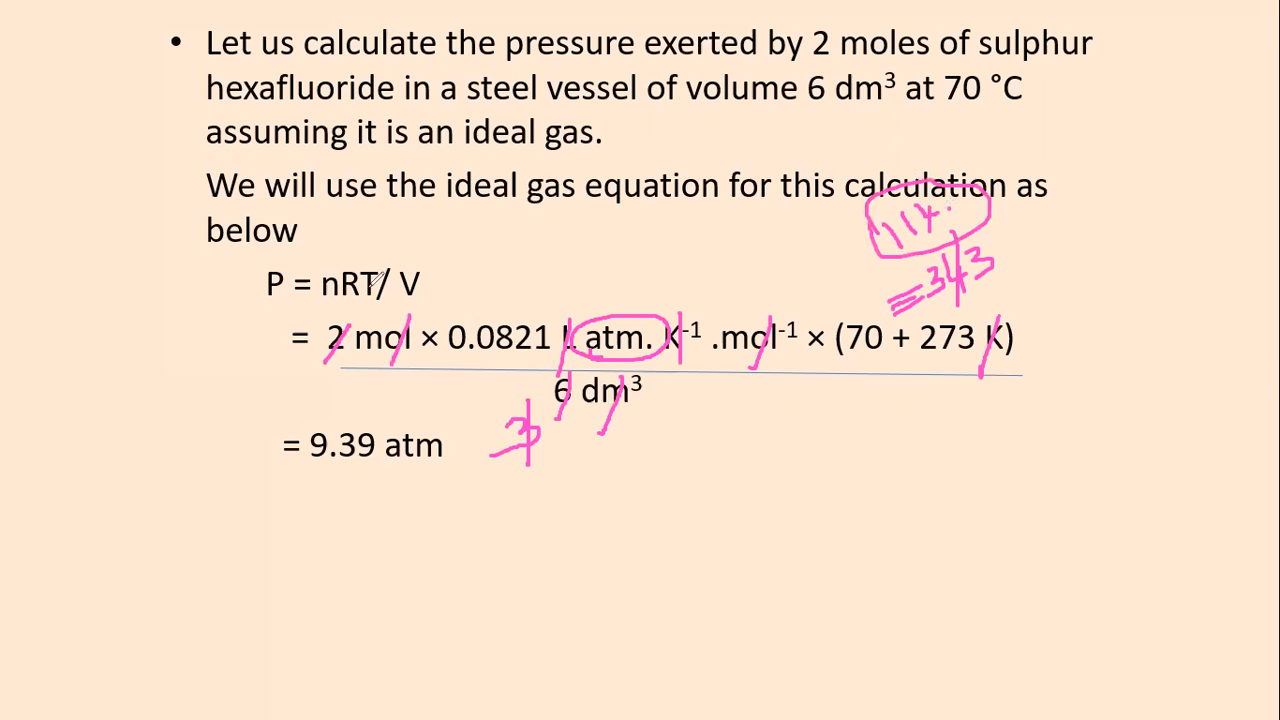 • Let us calculate the pressure exerted by 2 moles of sulphur
hexafluoride in a steel vessel of volume 6 dm³ at 70 °C
assuming it is an ideal gas.
We will use the ideal gas equation for this calculation as
below
P = nRT/ V
= 343
= 2 mol × 0.0821 L atm. K⁻¹ .mol⁻¹ × (70 + 273 K)
6 dm³
3
= 9.39 atm